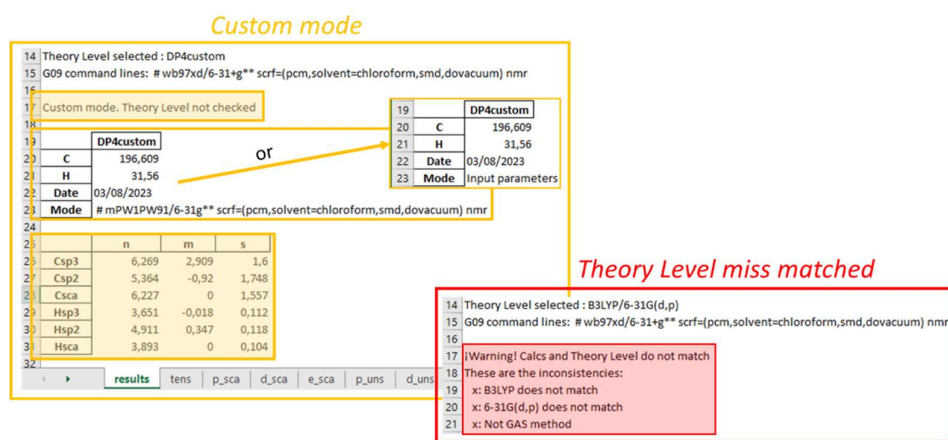 Custom mode
14 Theory Level selected : DP4custom
15 G09 command lines: # wb97xd/6-31+g** scrf=(pcm,solvent=chloroform,smd,dovacuum) nmr
16
17 Custom mode. Theory Level not checked
18
19 DP4custom
20 C 196,609
21 H 31,56
22 Date 03/08/2023
23 Mode # mPW1PW91/6-31g** scrf=(pcm,solvent=chloroform,smd,dovacuum) nmr
or
19 DP4custom
20 C 196,609
21 H 31,56
22 Date 03/08/2023
23 Mode Input parameters
24
25 n m s
26 Csp3 6,269 2,909 1,6
27 Csp2 5,364 -0,92 1,748
28 Csca 6,227 0 1,557
29 Hsp3 3,651 -0,018 0,112
30 Hsp2 4,911 0,347 0,118
31 Hsca 3,893 0 0,104
32
results tens p_sca d_sca e_sca p_uns d_uns
Theory Level miss matched
14 Theory Level selected : B3LYP/6-31G(d,p)
15 G09 command lines: # wb97xd/6-31+g** scrf=(pcm,solvent=chloroform,smd,dovacuum) nmr
16
17 ¡Warning! Calcs and Theory Level do not match
18 These are the inconsistencies:
19 x: B3LYP does not match
20 x: 6-31G(d,p) does not match
21 x: Not GAS method